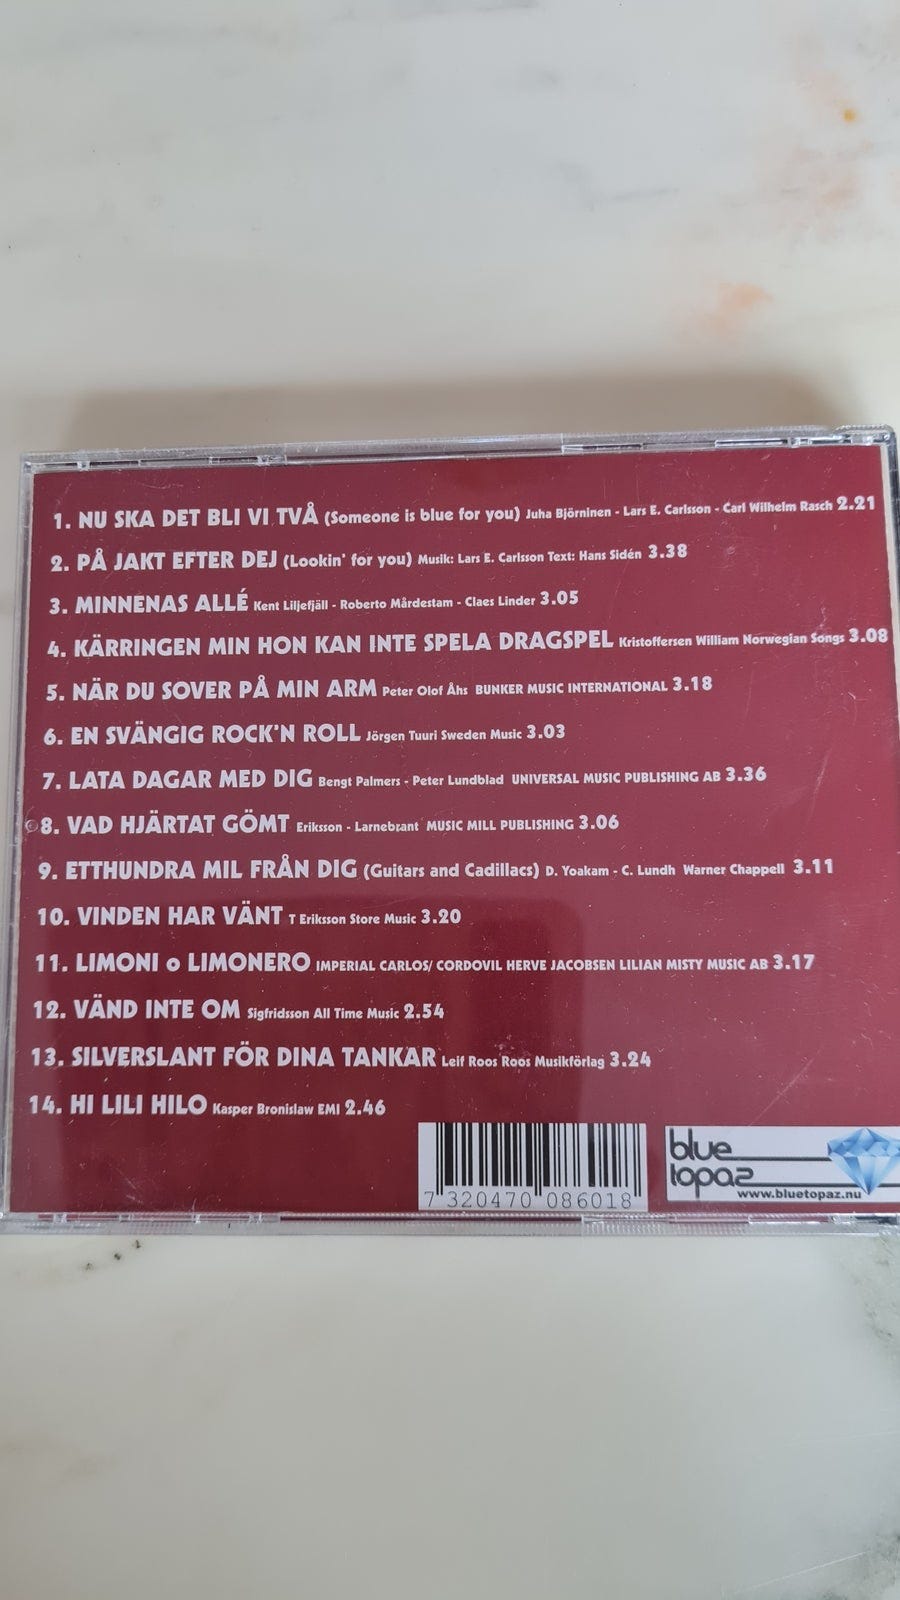 1. NU SKA DET BLI VI TVÅ (Someone is blue for you) Juha Björninen - Lars E. Carlsson - Carl Wilhelm Rasch 2.21
2. PÅ JAKT EFTER DEJ (Lookin' for you) Musik: Lars E. Carlsson Text: Hans Sidén 3.38
3. MINNENAS ALLÉ Kent Liljefjäll - Roberto Mårdestam - Claes Linder 3.05
4. KÄRRINGEN MIN HON KAN INTE SPELA DRAGSPEL Kristoffersen William Norwegian Songs 3.08
5. NÄR DU SOVER PÅ MIN ARM Peter Olof Åhs BUNKER MUSIC INTERNATIONAL 3.18
6. EN SVÄNGIG ROCK'N ROLL Jörgen Tuuri Sweden Music 3.03
7. LATA DAGAR MED DIG Bengt Palmers - Peter Lundblad UNIVERSAL MUSIC PUBLISHING AB 3.36
8. VAD HJÄRTAT GÖMT Eriksson - Larnebrant MUSIC MILL PUBLISHING 3.06
9. ETTHUNDRA MIL FRÅN DIG (Guitars and Cadillacs) D. Yoakam - C. Lundh Warner Chappell 3.11
10. VINDEN HAR VÄNT T Eriksson Store Music 3.20
11. LIMONI o LIMONERO IMPERIAL CARLOS/ CORDOVIL HERVE JACOBSEN LILIAN MISTY MUSIC AB 3.17
12. VÄND INTE OM Sigfridsson All Time Music 2.54
13. SILVERSLANT FÖR DINA TANKAR Leif Roos Roos Musikförlag 3.24
14. HI LILI HILO Kasper Bronislaw EMI 2.46
7 320470 086018
blue
topaz
www.bluetopaz.nu